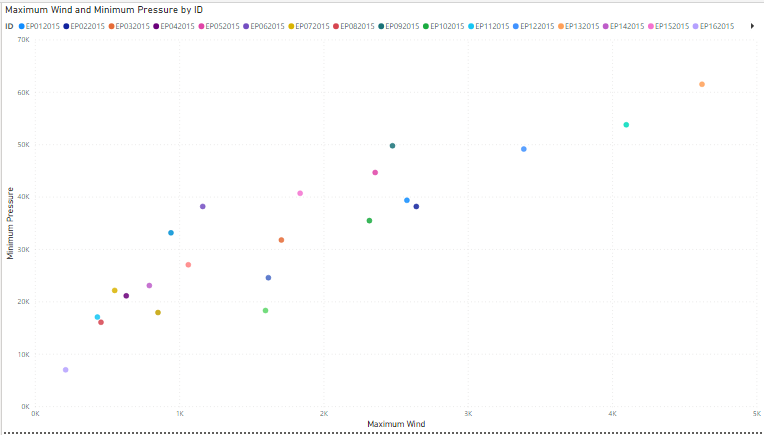 Maximum Wind and Minimum Pressure by ID
ID EP012015 EP022015 EP032015 EP042015 EP052015 EP062015 EP072015 EP082015 EP092015 EP102015 EP112015 EP122015 EP132015 EP142015 EP152015 EP162015
70K
60K
50K
40K
30K
20K
10K
0K
Minimum Pressure
0K 1K 2K 3K 4K 5K
Maximum Wind